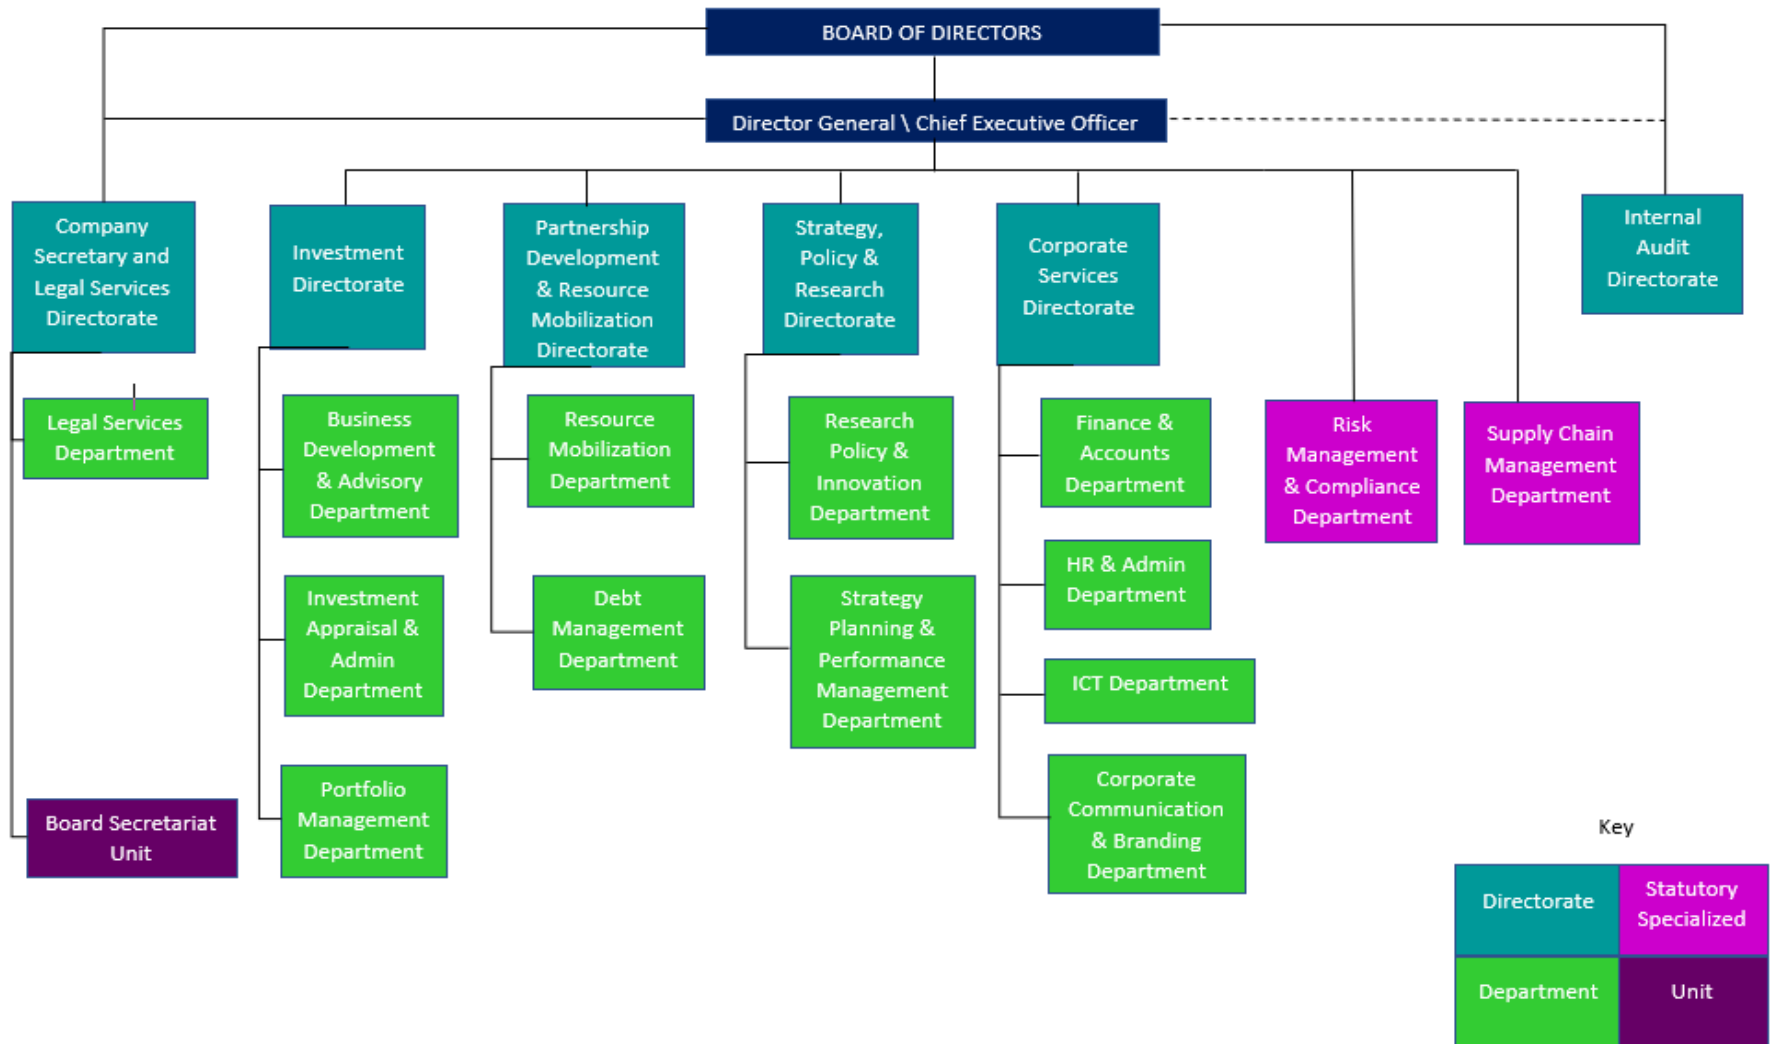 BOARD OF DIRECTORS
Director General \ Chief Executive Officer
Company
Secretary and
Legal Services
Directorate
Investment
Directorate
Partnership
Development
& Resource
Mobilization
Directorate
Strategy,
Policy &
Research
Directorate
Corporate
Services
Directorate
Internal
Audit
Directorate
Legal Services
Department
Business
Development
& Advisory
Department
Resource
Mobilization
Department
Research
Policy &
Innovation
Department
Finance &
Accounts
Department
Risk
Management
& Compliance
Department
Supply Chain
Management
Department
HR & Admin
Department
Investment
Appraisal &
Admin
Department
Debt
Management
Department
Strategy
Planning &
Performance
Management
Department
ICT Department
Portfolio
Management
Department
Corporate
Communication
& Branding
Department
Board Secretariat
Unit
Key
Directorate
Statutory
Specialized
Department
Unit